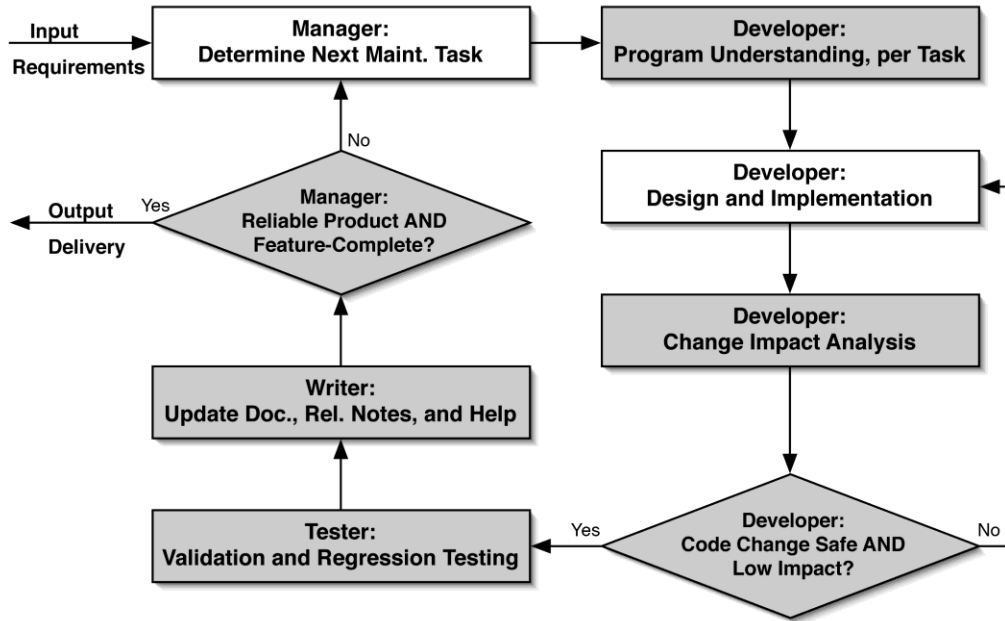 Input
Requirements
Manager:
Determine Next Maint. Task
Developer:
Program Understanding, per Task
Developer:
Design and Implementation
Developer:
Change Impact Analysis
Developer:
Code Change Safe AND
Low Impact?
No
Yes
Tester:
Validation and Regression Testing
Writer:
Update Doc., Rel. Notes, and Help
Manager:
Reliable Product AND
Feature-Complete?
No
Yes
Output
Delivery